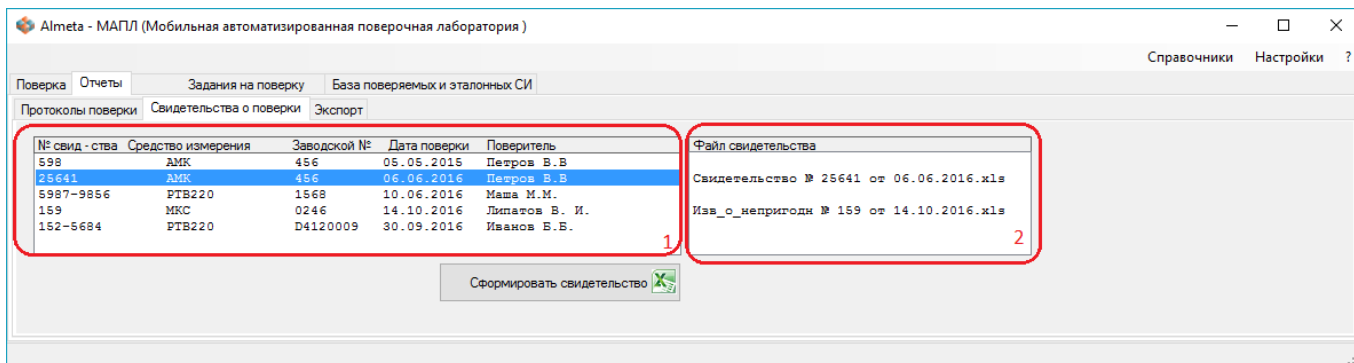 Almeta - МАПЛ (Мобильная автоматизированная поверочная лаборатория )
Справочники Настройки ?
Поверка Отчеты Задания на поверку База поверяемых и эталонных СИ
Протоколы поверки Свидетельства о поверки Экспорт
№ свид - ства Средство измерения Заводской № Дата поверки Поверитель Файл свидетельства
598 АМК 456 05.05.2015 Петров В.В
25641 АМК 456 06.06.2016 Петров В.В Свидетельство № 25641 от 06.06.2016.xls
5987-9856 РТВ220 1568 10.06.2016 Маша М.М.
159 МКС 0246 14.10.2016 Липатов В. И. Изв_о_непригодн № 159 от 14.10.2016.xls
152-5684 РТВ220 D4120009 30.09.2016 Иванов Б.Б.
1 2
Сформировать свидетельство